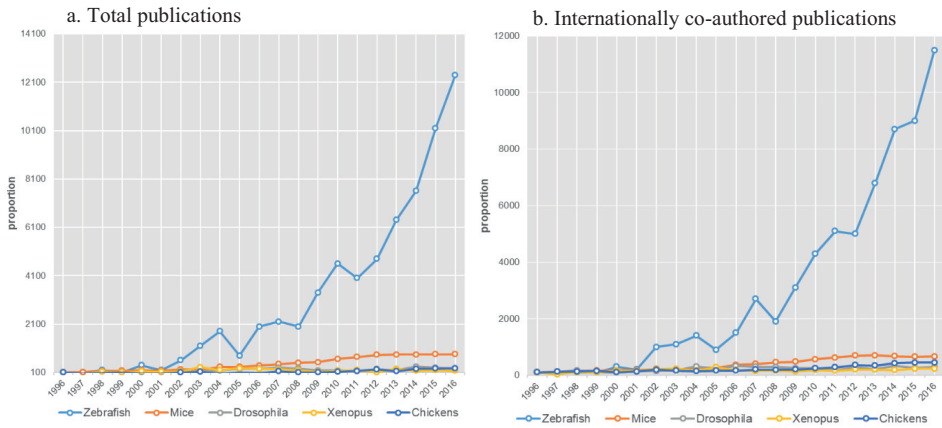 a. Total publications
14100
12100
10100
8100
6100
4100
2100
100
proportion
1996 1997 1998 1999 2000 2001 2002 2003 2004 2005 2006 2007 2008 2009 2010 2011 2012 2013 2014 2015 2016
Zebrafish Mice Drosophila Xenopus Chickens
b. Internationally co-authored publications
12000
10000
8000
6000
4000
2000
0
proportion
1996 1997 1998 1999 2000 2001 2002 2003 2004 2005 2006 2007 2008 2009 2010 2011 2012 2013 2014 2015 2016
Zebrafish Mice Drosophila Xenopus Chickens